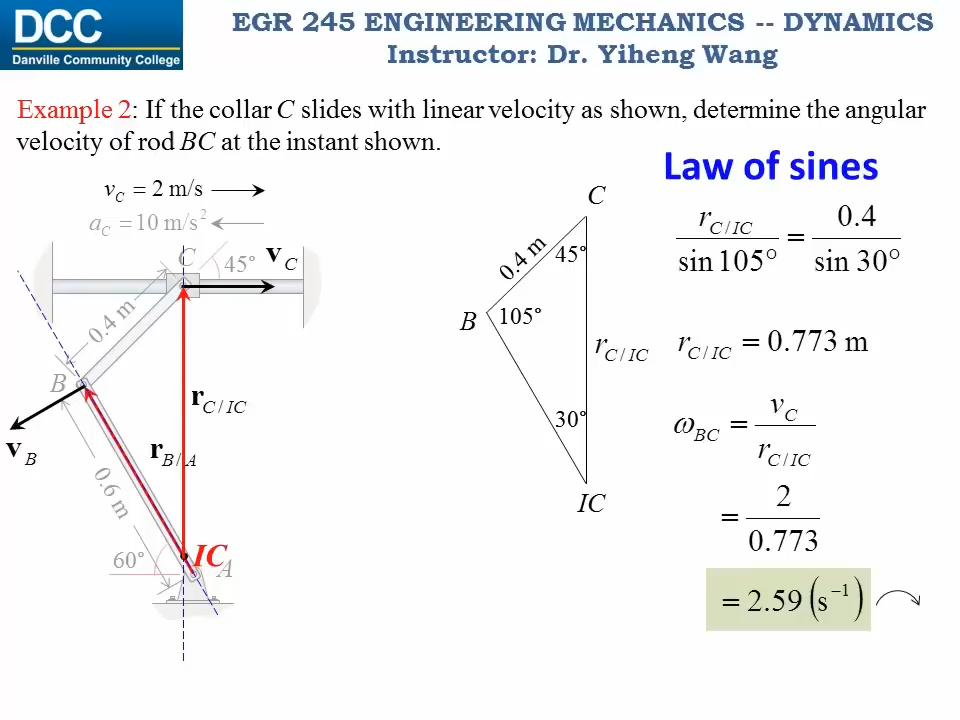 DCC
Danville Community College
EGR 245 ENGINEERING MECHANICS -- DYNAMICS
Instructor: Dr. Yiheng Wang
Example 2: If the collar C slides with linear velocity as shown, determine the angular
velocity of rod BC at the instant shown.
v_C = 2 m/s
a_C = 10 m/s²
C
45°
v_C
0.4 m
B
v_B
r_C/IC
r_B/A
0.6 m
60°
IC
A
C
0.4 m
45°
B
105°
r_C/IC
30°
IC
Law of sines
r_C/IC / sin 105° = 0.4 / sin 30°
r_C/IC = 0.773 m
ω_BC = v_C / r_C/IC
= 2 / 0.773
= 2.59 (s⁻¹)